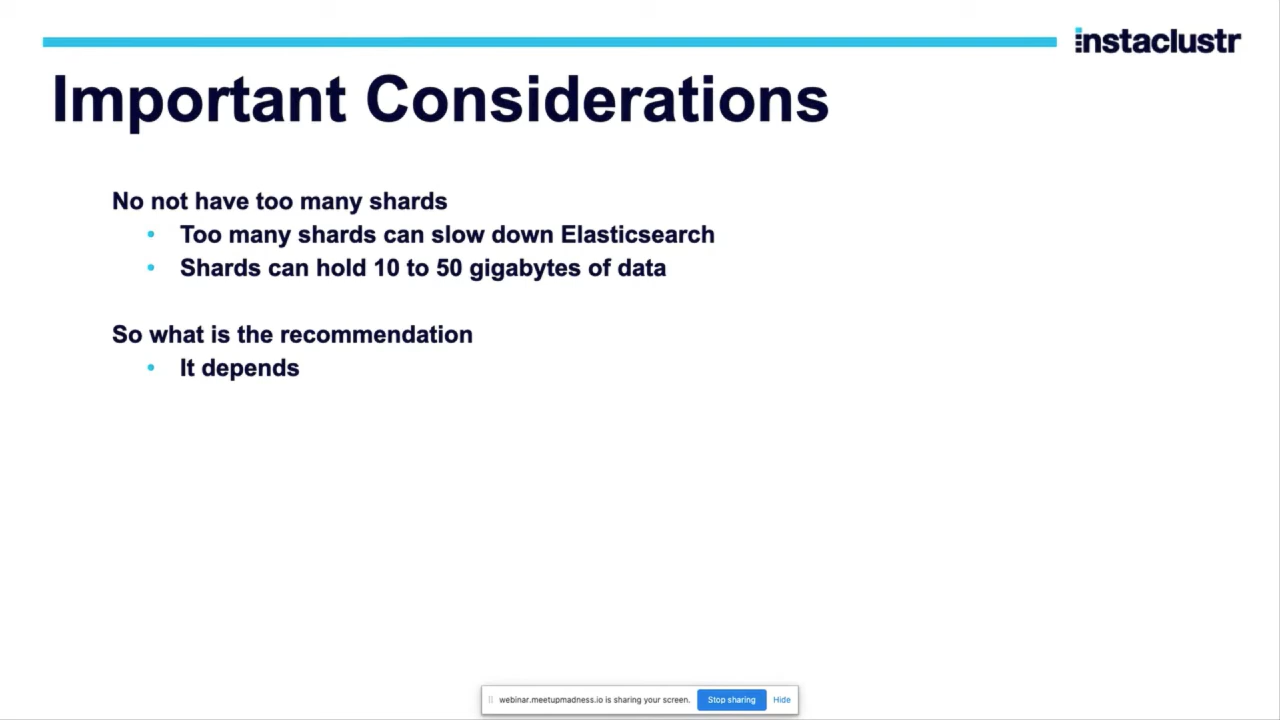 instaclustr
Important Considerations
No not have too many shards
• Too many shards can slow down Elasticsearch
• Shards can hold 10 to 50 gigabytes of data
So what is the recommendation
• It depends
webinar.meetupmadness.io is sharing your screen. Stop sharing Hide